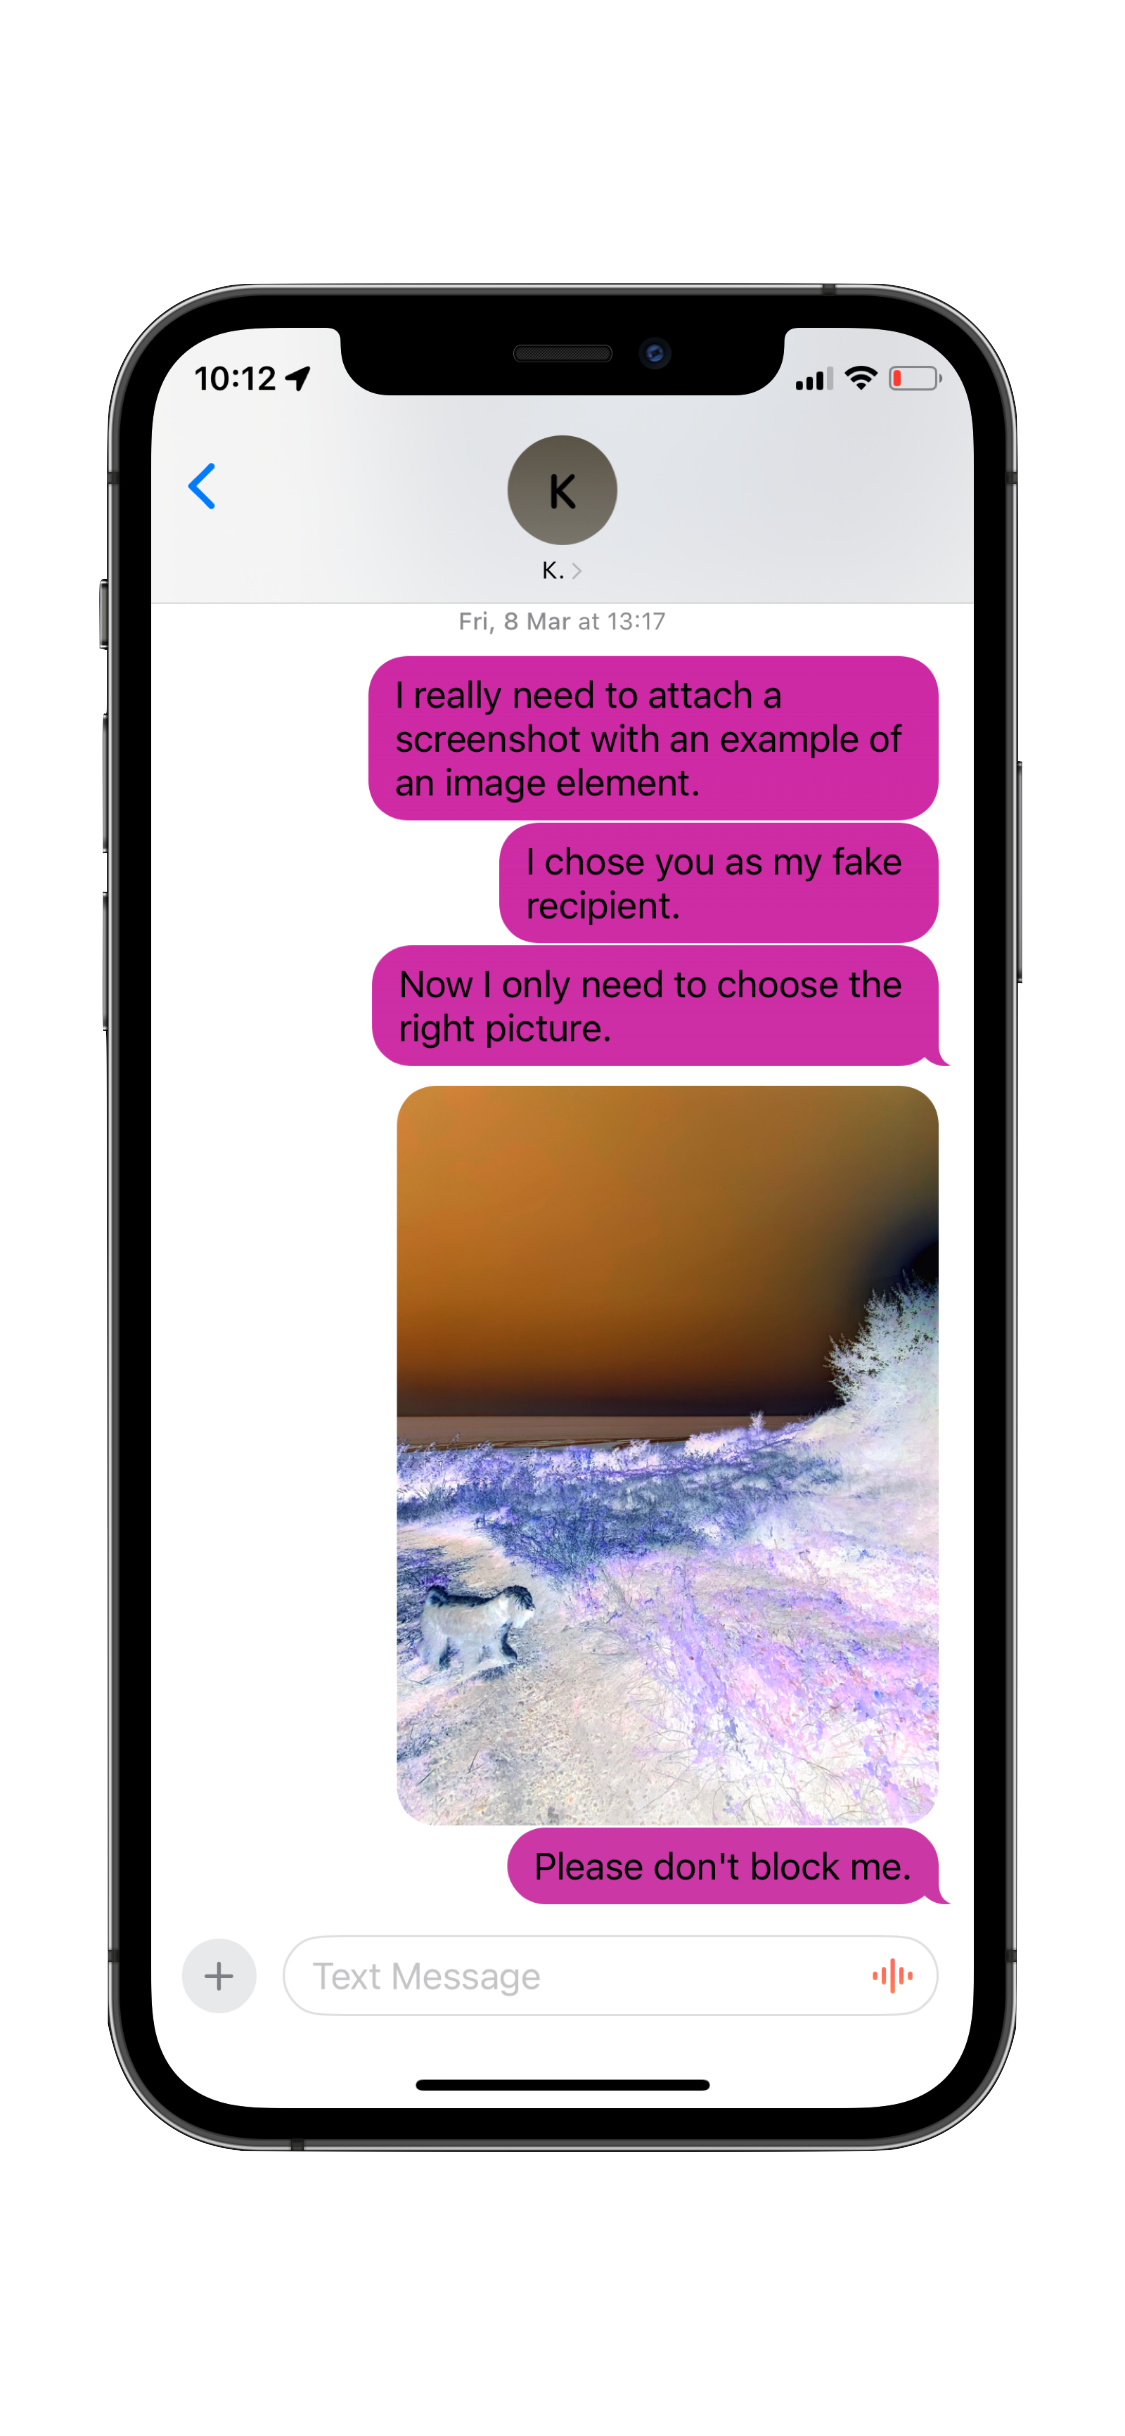 10:12
K
K.
Fri, 8 Mar at 13:17
I really need to attach a
screenshot with an example of
an image element.
I chose you as my fake
recipient.
Now I only need to choose the
right picture.
Please don't block me.
Text Message